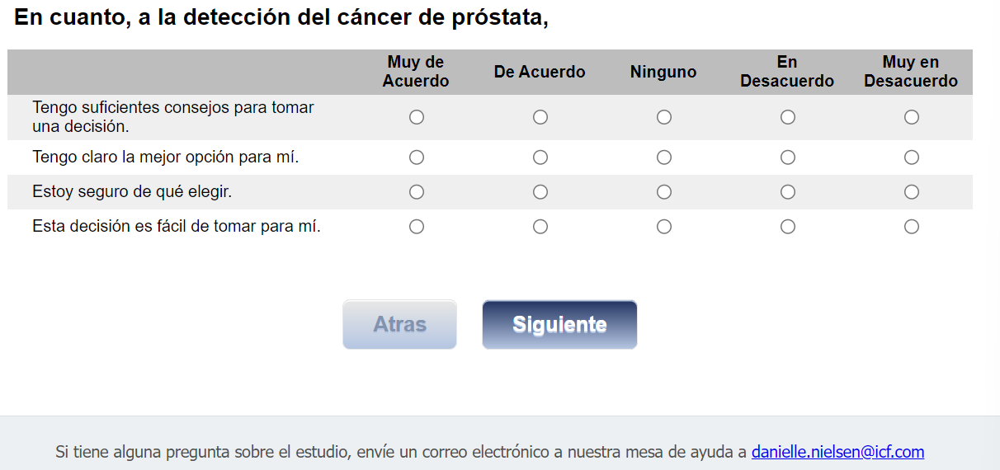 En cuanto, a la detección del cáncer de próstata,
Muy de Acuerdo De Acuerdo Ninguno En Desacuerdo Muy en Desacuerdo
Tengo suficientes consejos para tomar
una decisión.
Tengo claro la mejor opción para mí.
Estoy seguro de qué elegir.
Esta decisión es fácil de tomar para mí.
Atras Siguiente
Si tiene alguna pregunta sobre el estudio, envíe un correo electrónico a nuestra mesa de ayuda a danielle.nielsen@icf.com